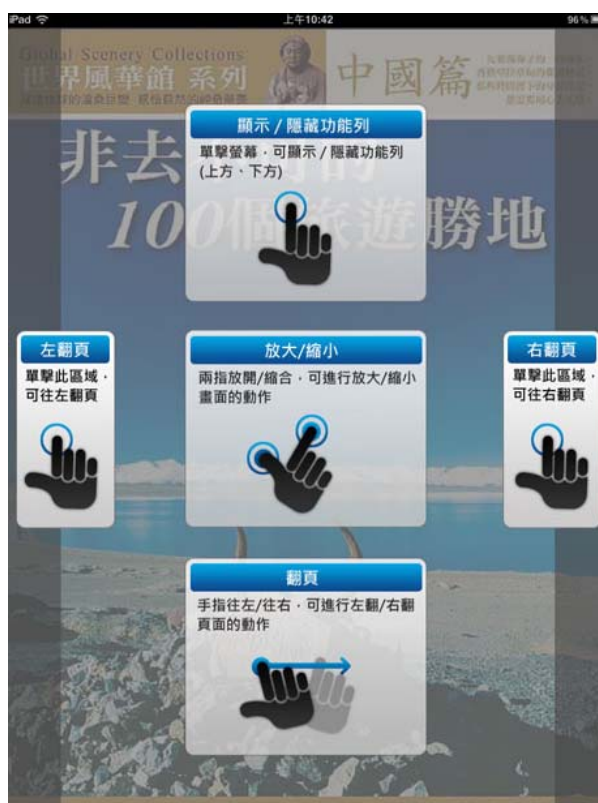 iPad
上午10:42
96%
Global Scenery Collections
世界風華館 系列
中國篇
非去
100個旅遊勝地
顯示 / 隱藏功能列
單擊螢幕,可顯示 / 隱藏功能列
(上方、下方)
左翻頁
單擊此區域,
可往左翻頁
放大/縮小
兩指放開/縮合,可進行放大/縮小
畫面的動作
右翻頁
單擊此區域,
可往右翻頁
翻頁
手指往左/往右,可進行左翻/右翻
頁面的動作